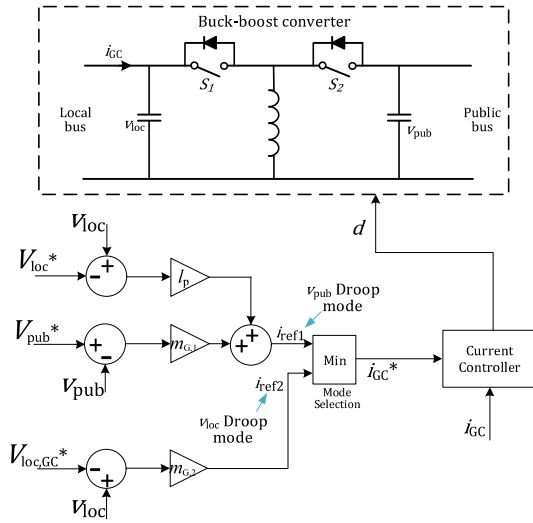 Buck-boost converter
i_GC
S_1
S_2
Local
bus
v_loc
v_pub
Public
bus
d
v_loc
V_loc*
- +
l_p
v_pub Droop
mode
V_pub*
+ -
m_G,1
+ +
i_ref1
v_pub
Min
i_GC*
Current
Controller
i_ref2
Mode
Selection
v_loc Droop
mode
i_GC
V_loc,GC*
- +
m_G,2
v_loc